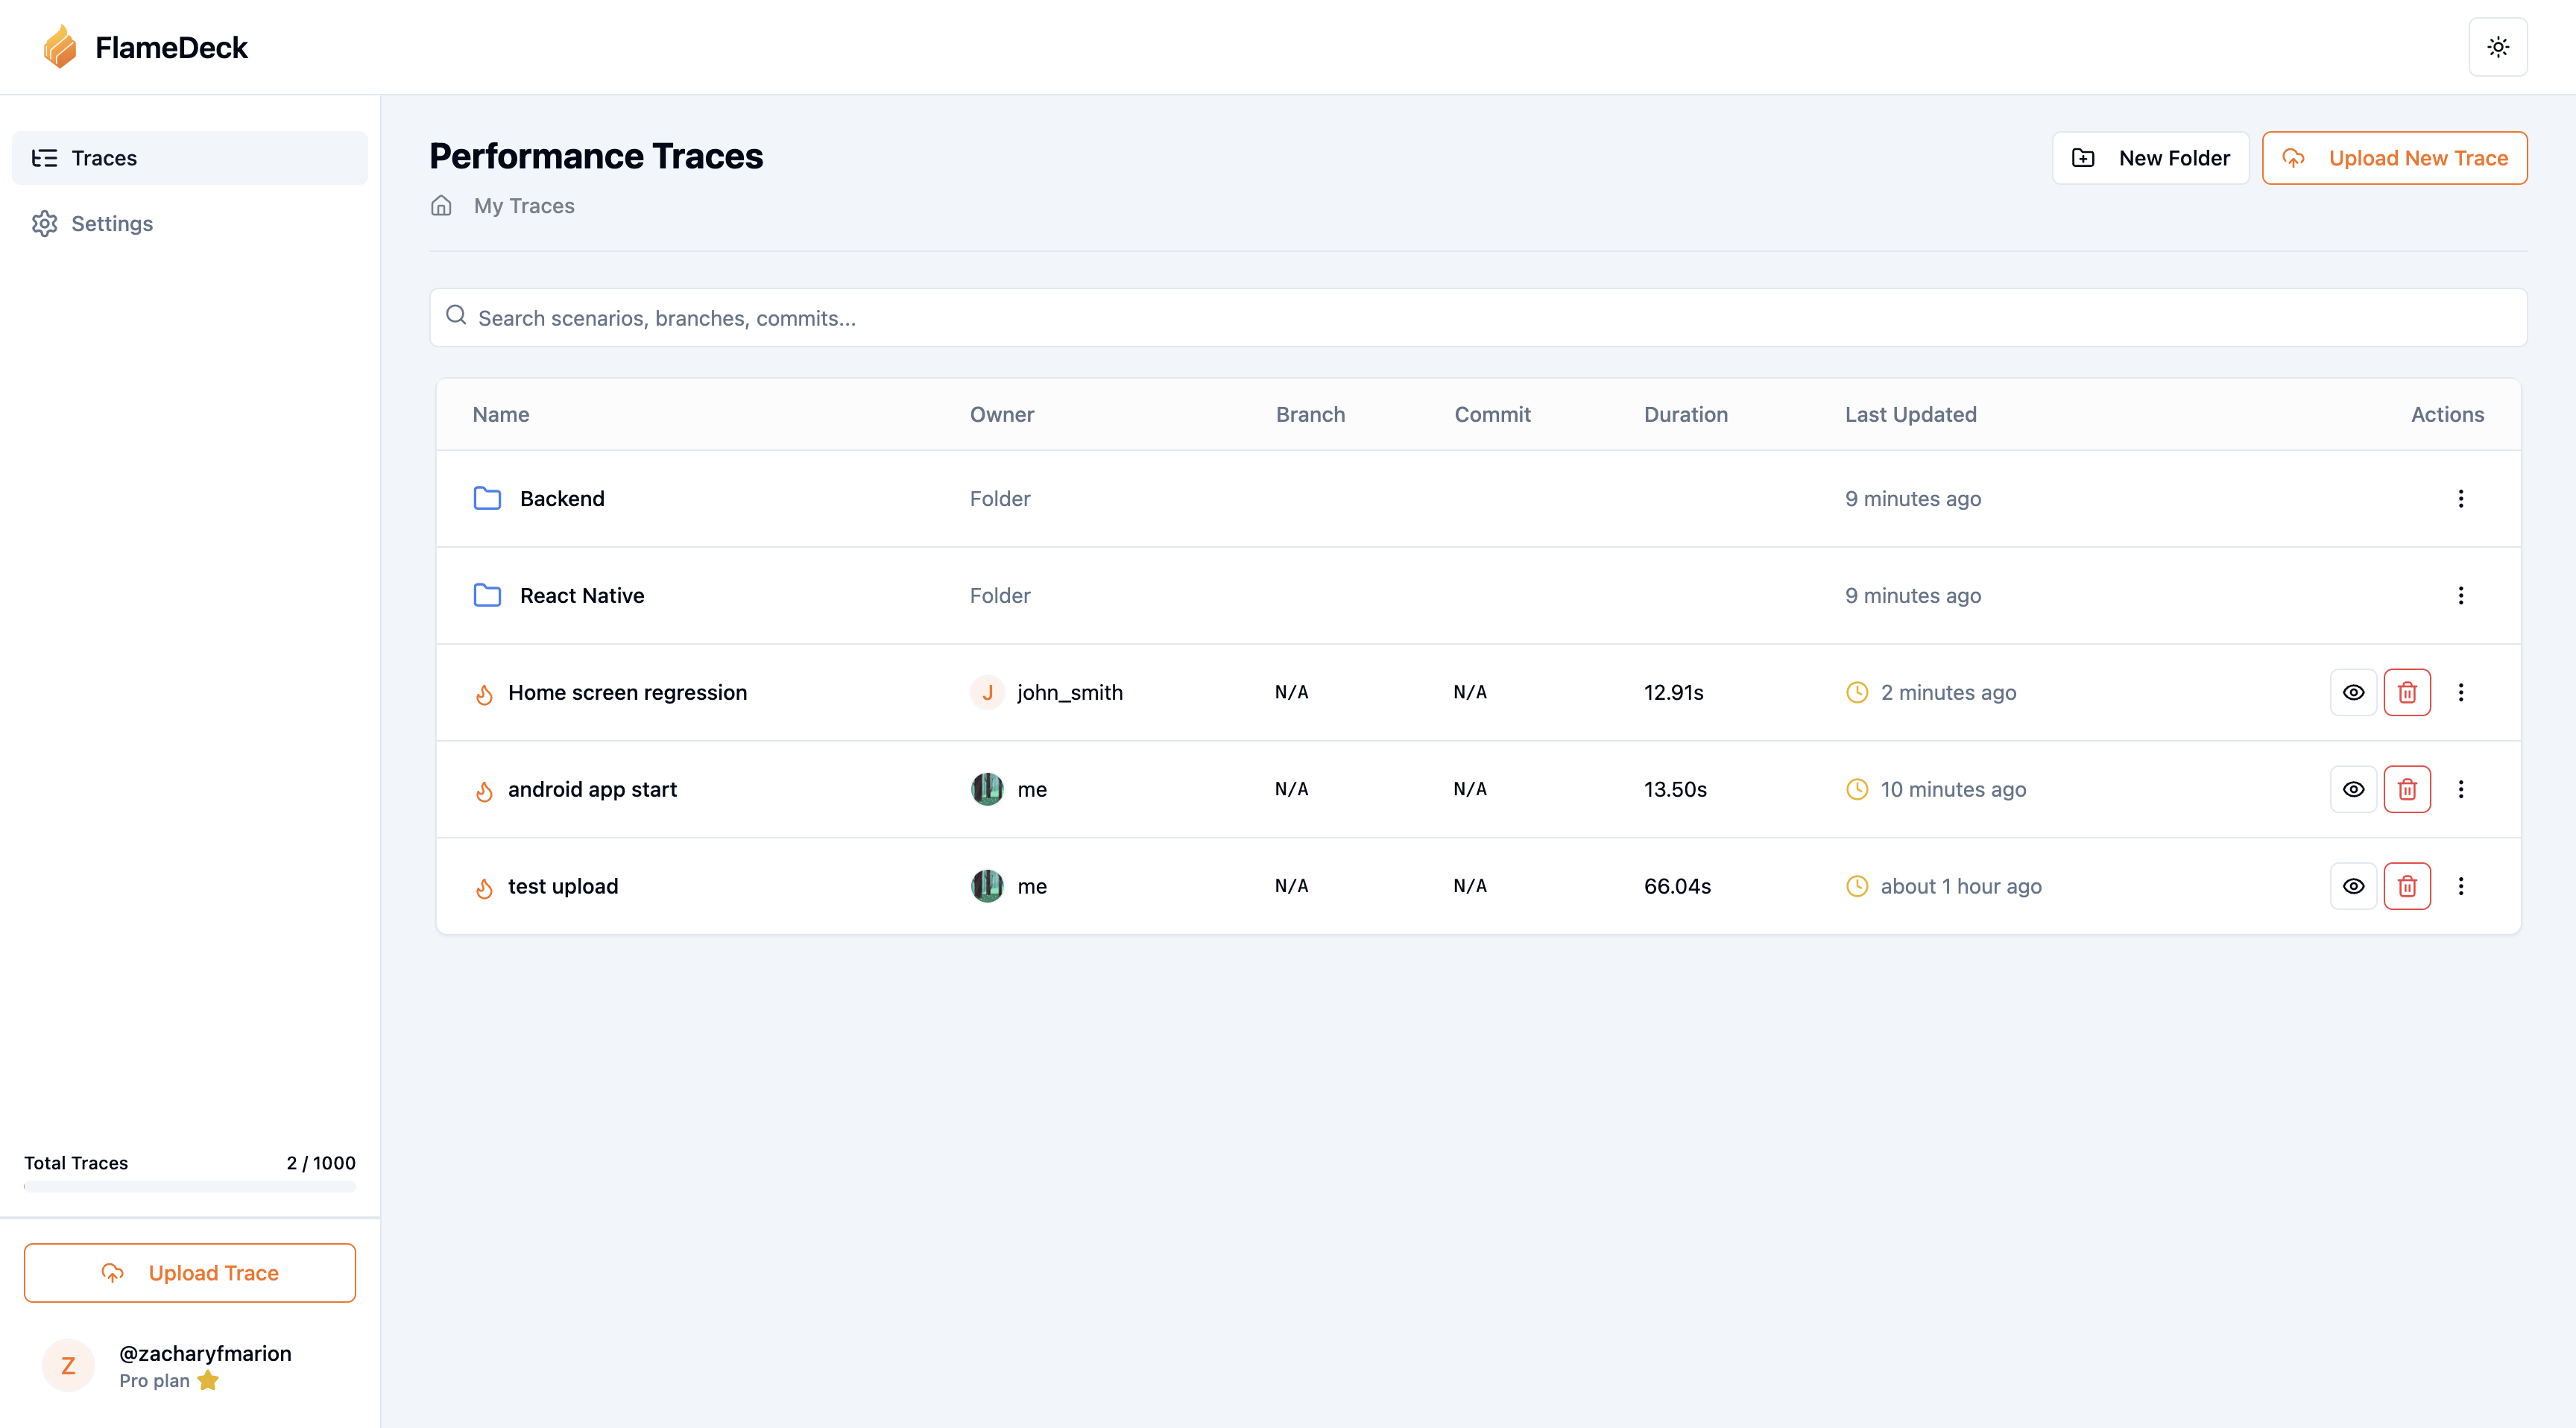 FlameDeck
Traces
Settings
Performance Traces
My Traces
New Folder
Upload New Trace
Search scenarios, branches, commits...
Name Owner Branch Commit Duration Last Updated Actions
Backend Folder 9 minutes ago
React Native Folder 9 minutes ago
Home screen regression J john_smith N/A N/A 12.91s 2 minutes ago
android app start me N/A N/A 13.50s 10 minutes ago
test upload me N/A N/A 66.04s about 1 hour ago
Total Traces 2 / 1000
Upload Trace
Z @zacharyfmarion
Pro plan